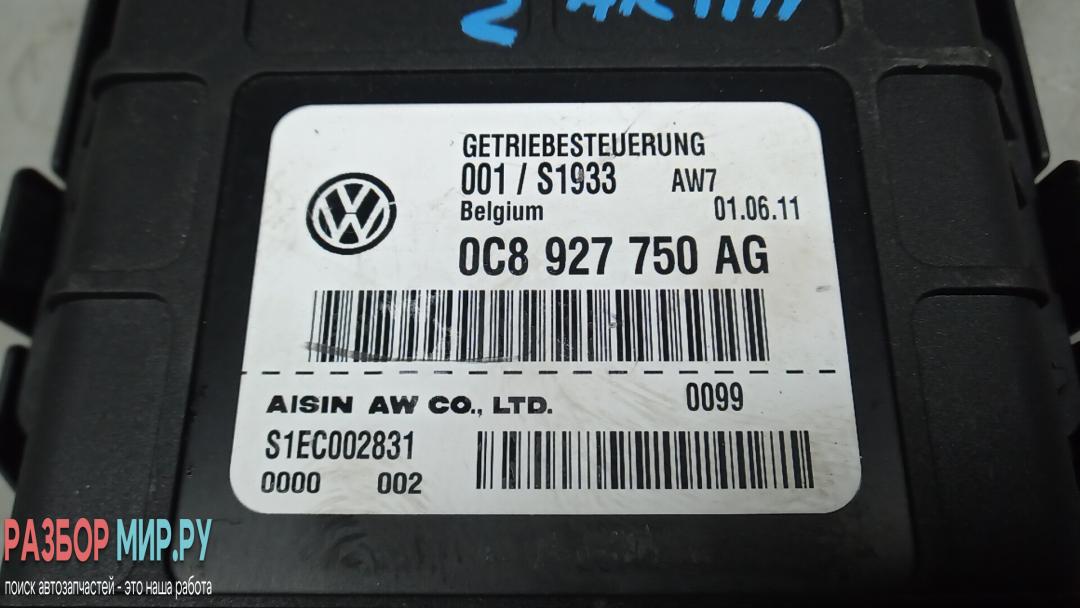 GETRIEBESTEUERUNG
001 / S1933 AW7
Belgium 01.06.11
0C8 927 750 AG
AISIN AW CO., LTD. 0099
S1EC002831
0000 002
РАЗБОР МИР.РУ
поиск автозапчастей - это наша работа